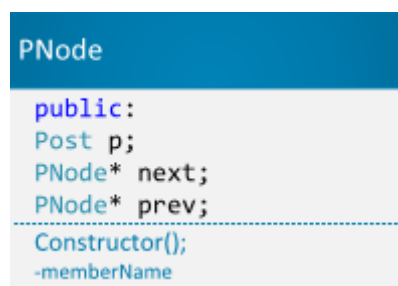 PNode
public:
Post p;
PNode* next;
PNode* prev;
Constructor();
-memberName